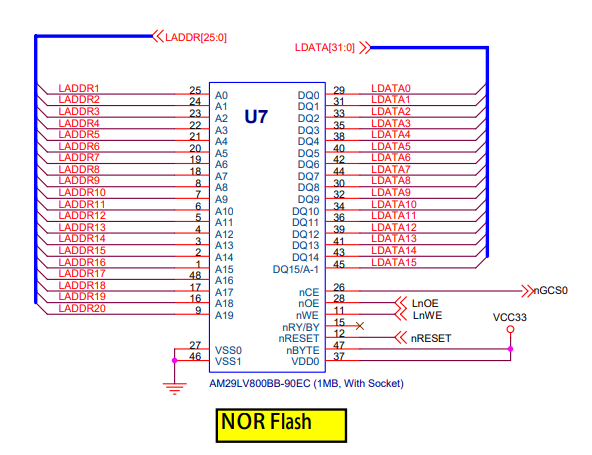 LADDR[25:0]
LDATA[31:0]
LADDR1 25 A0 DQ0 29 LDATA0
LADDR2 24 A1 DQ1 31 LDATA1
LADDR3 23 A2 DQ2 33 LDATA2
LADDR4 22 A3 DQ3 35 LDATA3
LADDR5 21 A4 DQ4 38 LDATA4
LADDR6 20 A5 DQ5 40 LDATA5
LADDR7 19 A6 DQ6 42 LDATA6
LADDR8 18 A7 DQ7 44 LDATA7
LADDR9 8 A8 DQ8 30 LDATA8
LADDR10 7 A9 DQ9 32 LDATA9
LADDR11 6 A10 DQ10 34 LDATA10
LADDR12 5 A11 DQ11 36 LDATA11
LADDR13 4 A12 DQ12 39 LDATA12
LADDR14 3 A13 DQ13 41 LDATA13
LADDR15 2 A14 DQ14 43 LDATA14
LADDR16 1 A15 DQ15/A-1 45 LDATA15
LADDR17 48 A16
LADDR18 17 A17 nCE 26 nGCS0
LADDR19 16 A18 nOE 28 LnOE
LADDR20 9 A19 nWE 11 LnWE
U7
nRY/BY 15
VCC33
nRESET 12 nRESET
27 VSS0 nBYTE 47
46 VSS1 VDD0 37
AM29LV800BB-90EC (1MB, With Socket)
NOR Flash